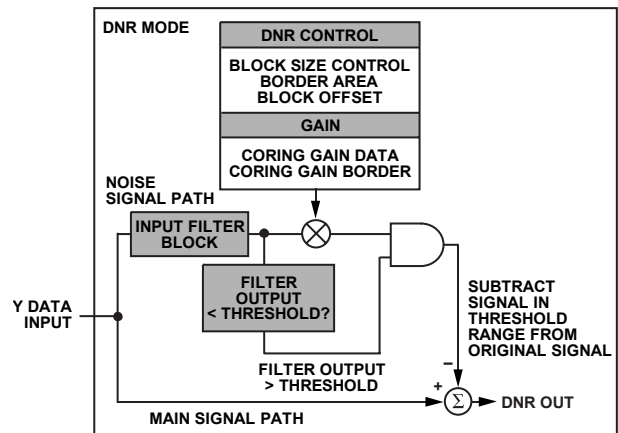 DNR MODE
DNR CONTROL
BLOCK SIZE CONTROL
BORDER AREA
BLOCK OFFSET
GAIN
CORING GAIN DATA
CORING GAIN BORDER
NOISE
SIGNAL PATH
INPUT FILTER
BLOCK
FILTER
OUTPUT
< THRESHOLD?
Y DATA
INPUT
FILTER OUTPUT
> THRESHOLD
SUBTRACT
SIGNAL IN
THRESHOLD
RANGE FROM
ORIGINAL SIGNAL
–
+
Σ
DNR OUT
MAIN SIGNAL PATH